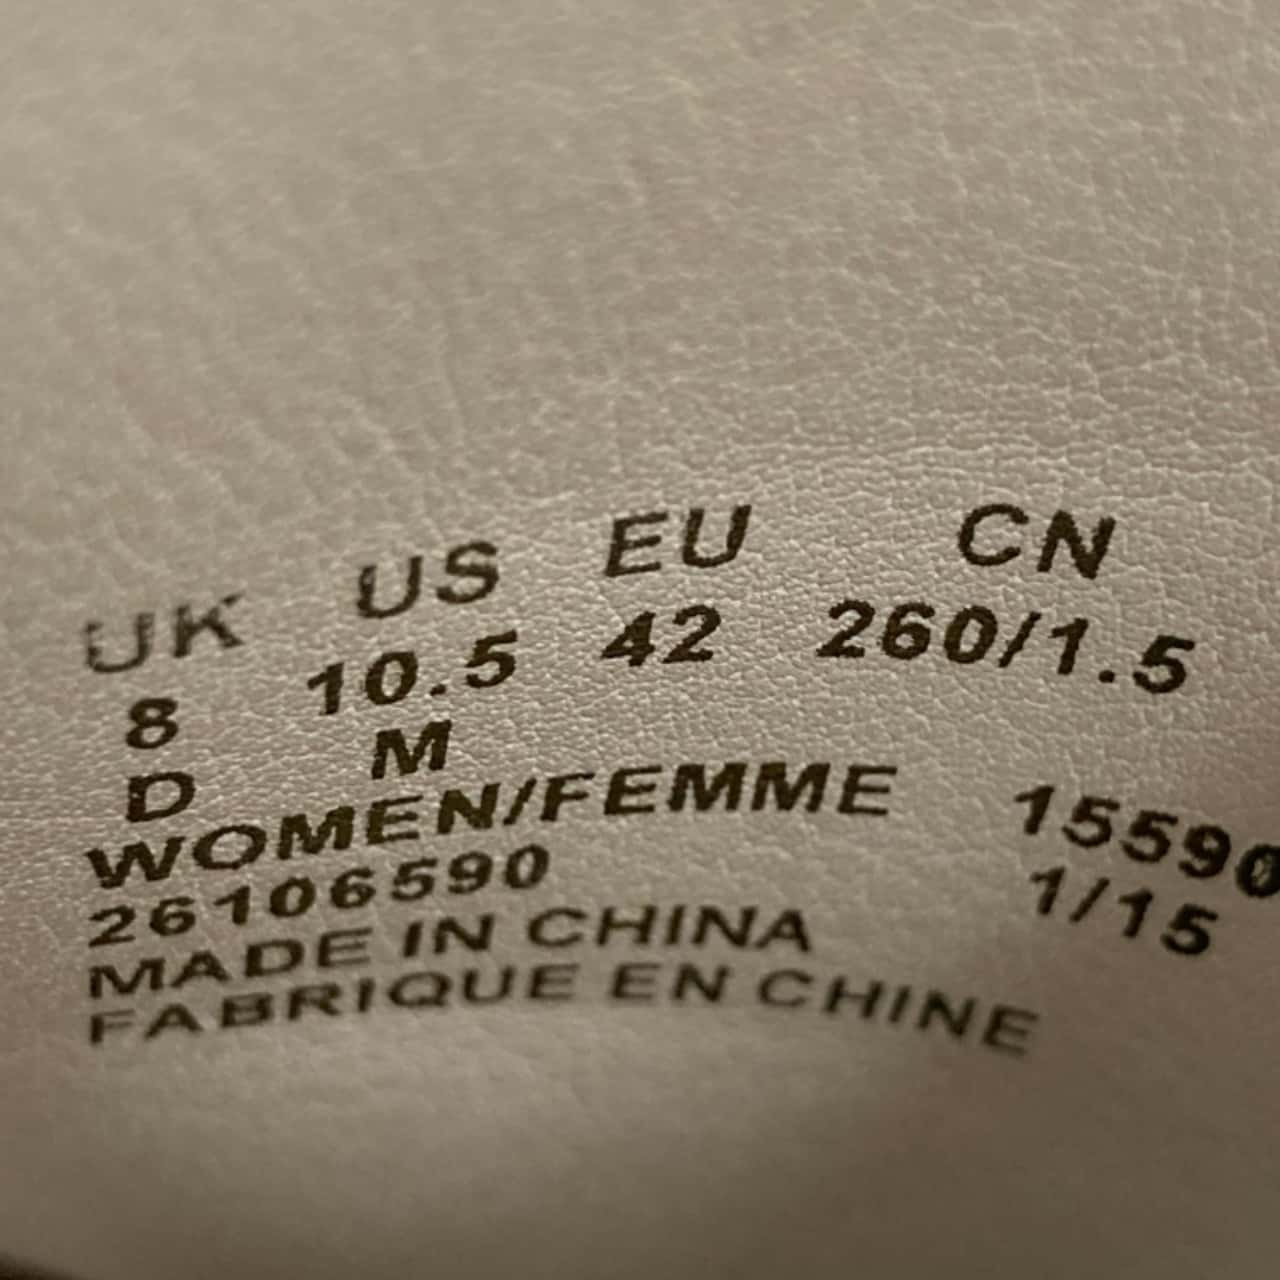 UK US EU CN
8 10.5 42 260/1.5
D M
WOMEN/FEMME 15590
26106590 1/15
MADE IN CHINA
FABRIQUE EN CHINE